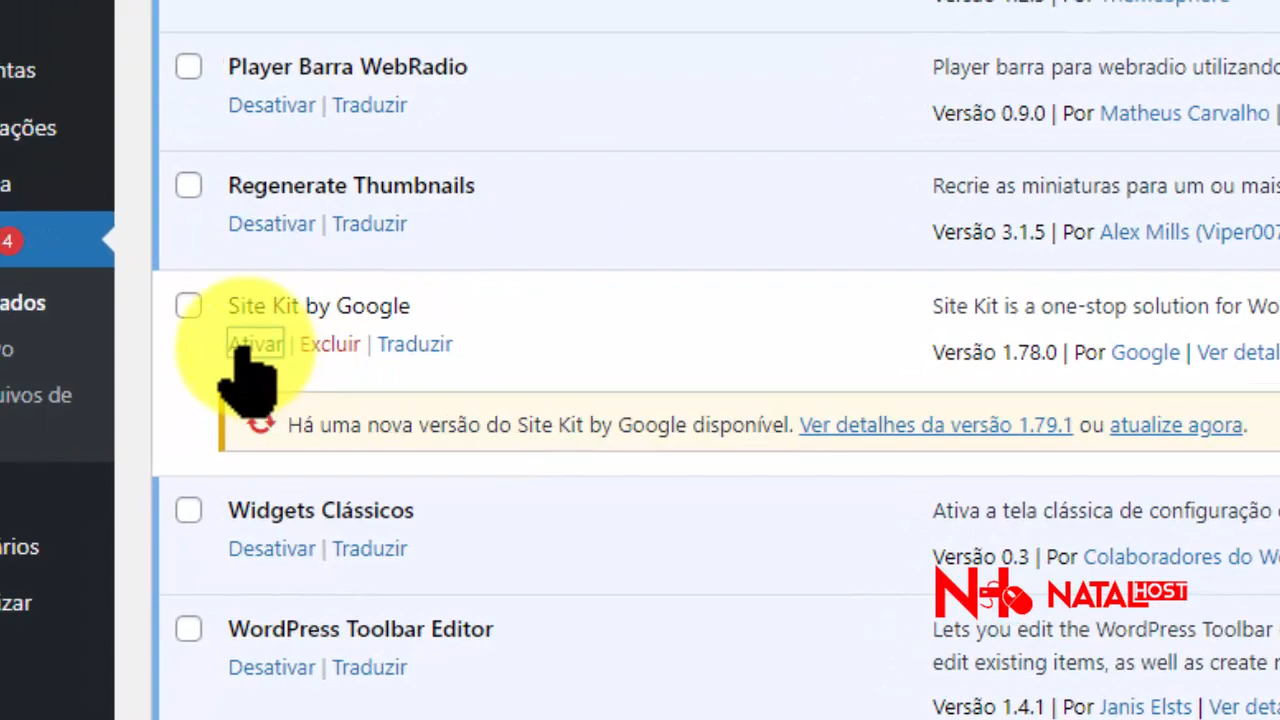 Player Barra WebRadio
Player barra para webradio utilizando
Desativar | Traduzir
Versão 0.9.0 | Por Matheus Carvalho |
Regenerate Thumbnails
Recrie as miniaturas para um ou mais
Desativar | Traduzir
Versão 3.1.5 | Por Alex Mills (Viper007
4
Site Kit by Google
Site Kit is a one-stop solution for Wo
Ativar | Excluir | Traduzir
Versão 1.78.0 | Por Google | Ver detal
Há uma nova versão do Site Kit by Google disponível. Ver detalhes da versão 1.79.1 ou atualize agora.
Widgets Clássicos
Ativa a tela clássica de configuração
Desativar | Traduzir
Versão 0.3 | Por Colaboradores do Wo
NATAL HOST
WordPress Toolbar Editor
Lets you edit the WordPress Toolbar
edit existing items, as well as create
Desativar | Traduzir
Versão 1.4.1 | Por Janis Elsts | Ver deta
ntas
ações
a
ados
o
uivos de
rios
izar